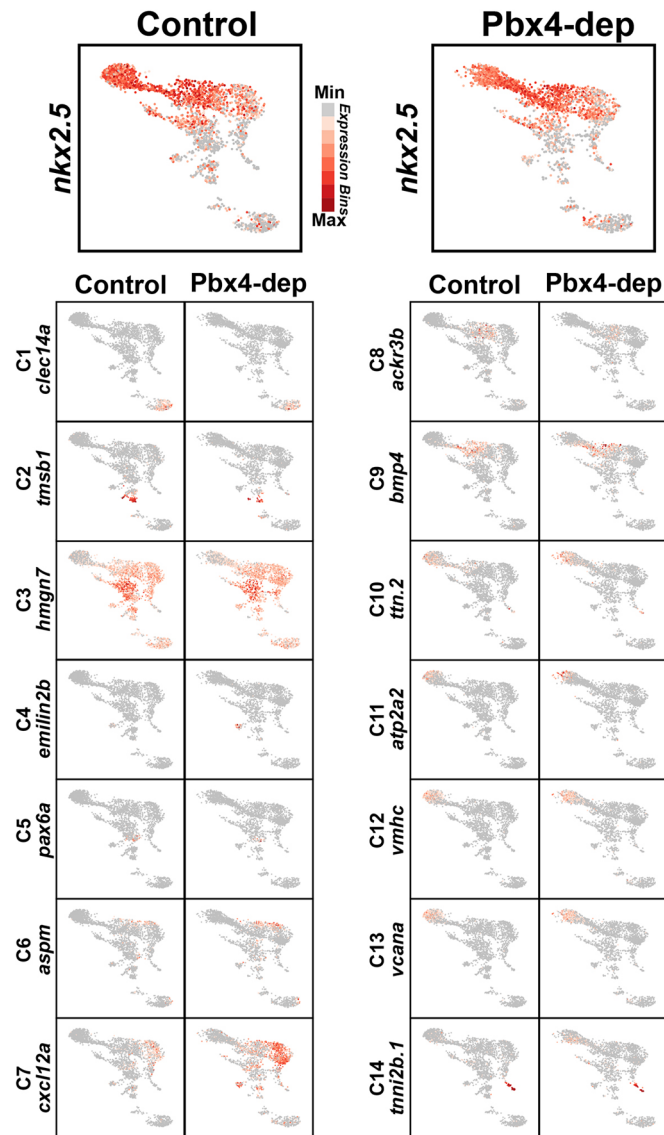 Control
Pbx4-dep
nkx2.5
Min
Expression Bins
Max
nkx2.5
Control
Pbx4-dep
Control
Pbx4-dep
C1
clec14a
C2
tmsb1
C3
hmgn7
C4
emilin2b
C5
pax6a
C6
aspm
C7
cxcl12a
C8
ackr3b
C9
bmp4
C10
ttn.2
C11
atp2a2
C12
vmhc
C13
vcana
C14
tnni2b.1